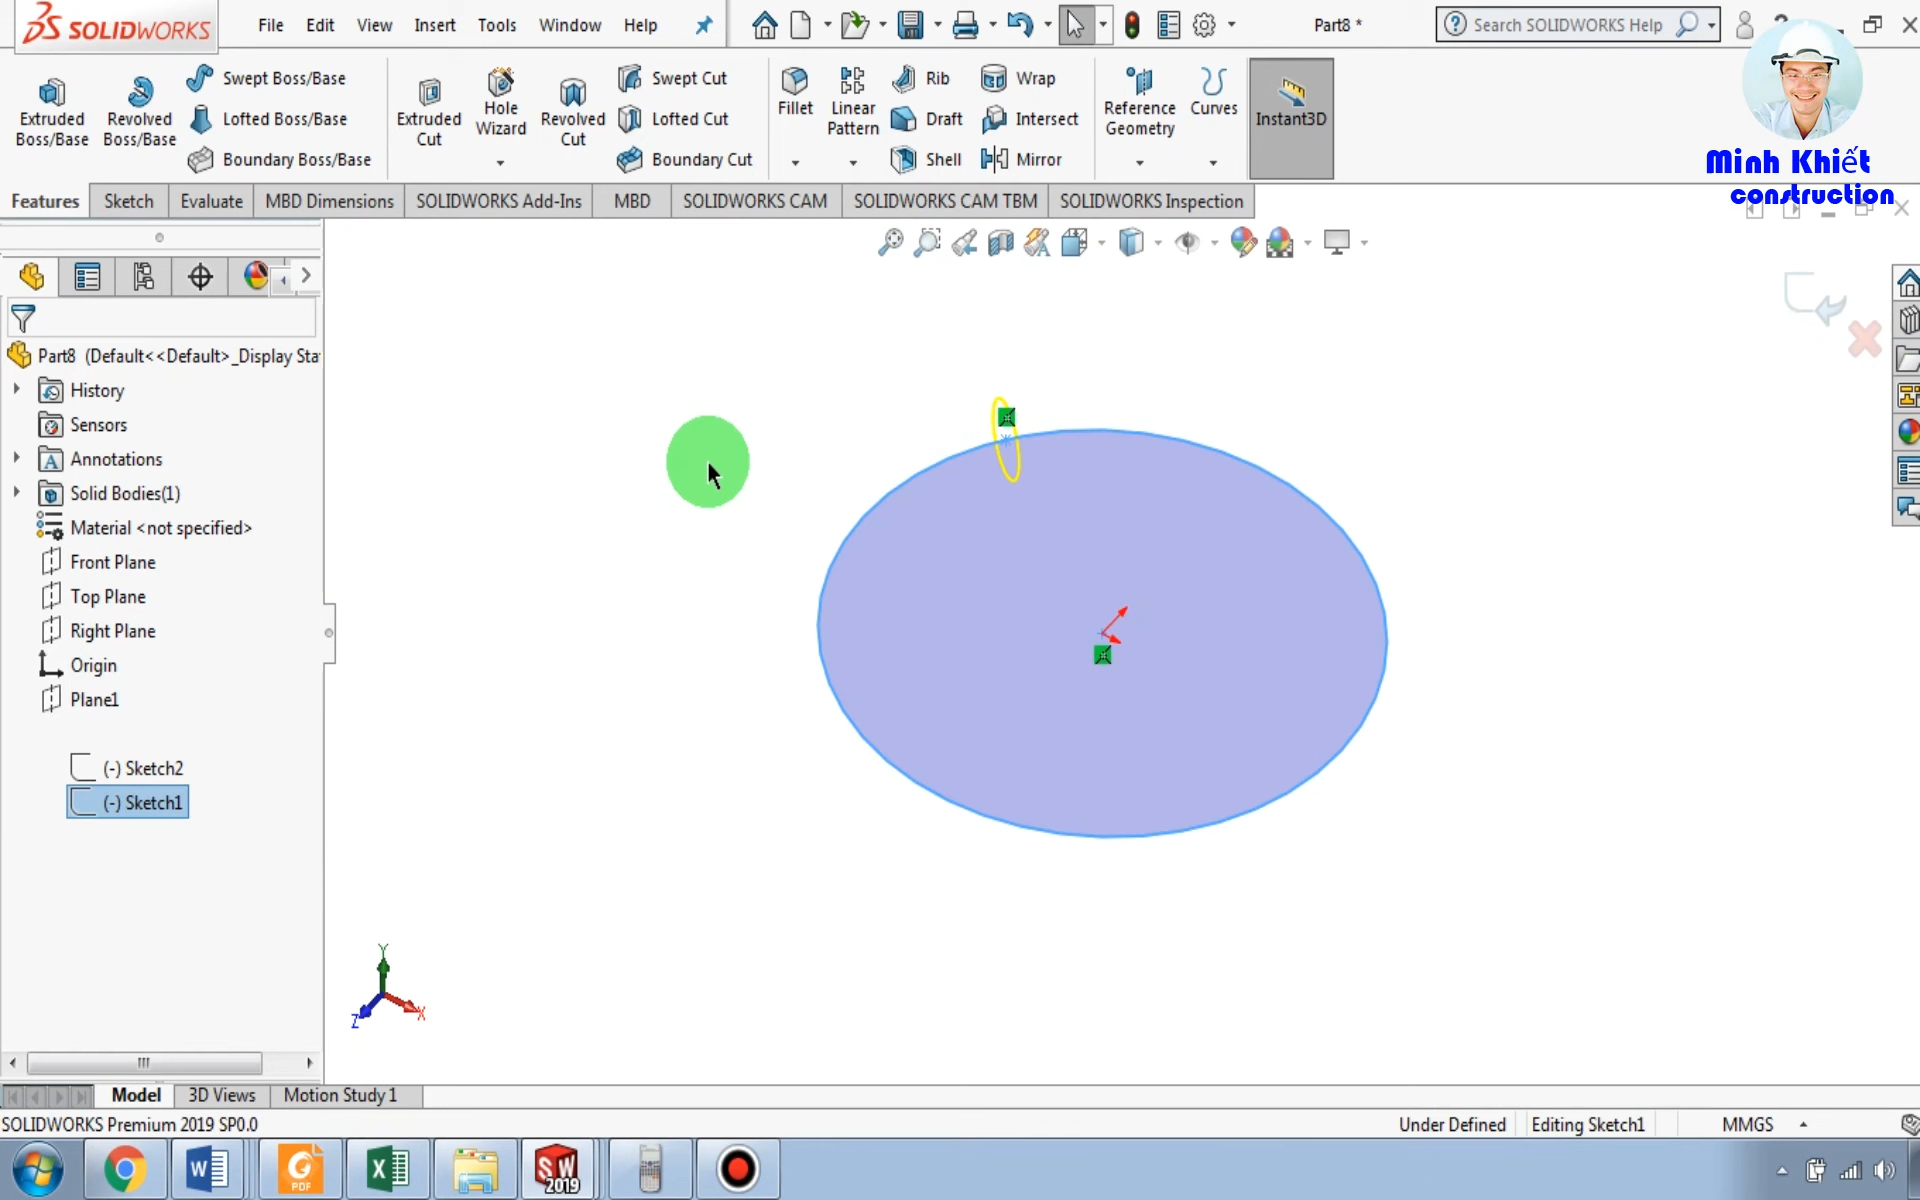 SOLIDWORKS
File Edit View Insert Tools Window Help
Part8 *
Search SOLIDWORKS Help
Extruded Boss/Base
Revolved Boss/Base
Swept Boss/Base
Lofted Boss/Base
Boundary Boss/Base
Extruded Cut
Hole Wizard
Revolved Cut
Swept Cut
Lofted Cut
Boundary Cut
Fillet
Linear Pattern
Rib
Draft
Shell
Wrap
Intersect
Mirror
Reference Geometry
Curves
Instant3D
Minh Khiết
construction
Features Sketch Evaluate MBD Dimensions SOLIDWORKS Add-Ins MBD SOLIDWORKS CAM SOLIDWORKS CAM TBM SOLIDWORKS Inspection
Part8 (Default<<Default>_Display Sta
History
Sensors
Annotations
Solid Bodies(1)
Material <not specified>
Front Plane
Top Plane
Right Plane
Origin
Plane1
(-) Sketch2
(-) Sketch1
Y
Z
X
Model 3D Views Motion Study 1
SOLIDWORKS Premium 2019 SP0.0
Under Defined Editing Sketch1 MMGS
W
PDF
X
SW
2019